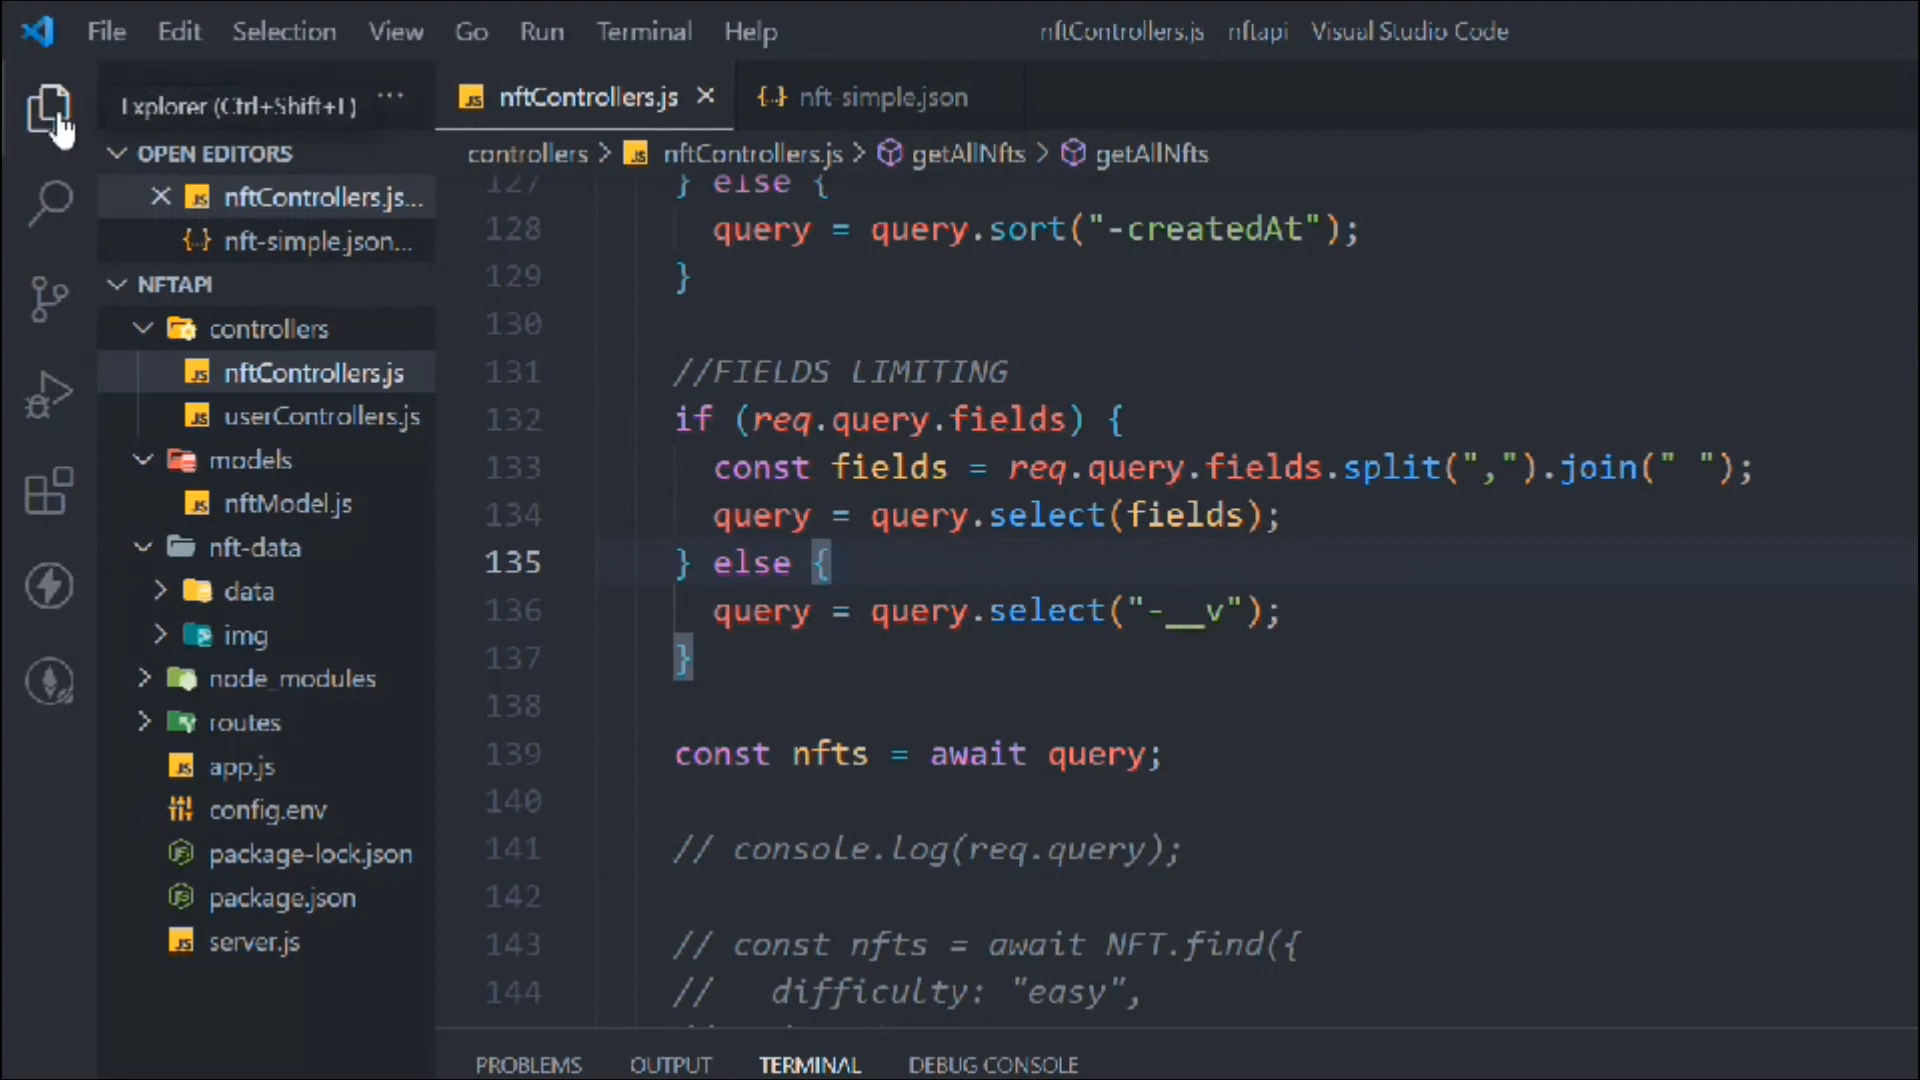 File Edit Selection View Go Run Terminal Help
nftControllers.js nftapi Visual Studio Code
Explorer (Ctrl+Shift+E) ...
OPEN EDITORS
nftControllers.js...
nft-simple.json...
NFTAPI
controllers
nftControllers.js
userControllers.js
models
nftModel.js
nft-data
data
img
node_modules
routes
app.js
config.env
package-lock.json
package.json
server.js
nftControllers.js
nft-simple.json
controllers > nftControllers.js > getAllNfts > getAllNfts
127 } else {
128 query = query.sort("-createdAt");
129 }
130
131 //FIELDS LIMITING
132 if (req.query.fields) {
133 const fields = req.query.fields.split(",").join(" ");
134 query = query.select(fields);
135 } else {
136 query = query.select("-__v");
137 }
138
139 const nfts = await query;
140
141 // console.log(req.query);
142
143 // const nfts = await NFT.find({
144 // difficulty: "easy",
PROBLEMS OUTPUT TERMINAL DEBUG CONSOLE